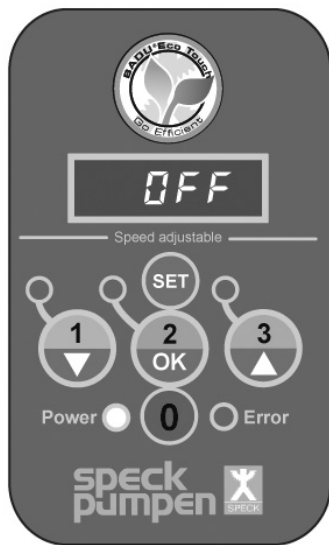 BADU®Eco Touch
Go Efficient
OFF
Speed adjustable
SET
1
2
3
OK
Power
0
Error
speck
pumpen
SPECK